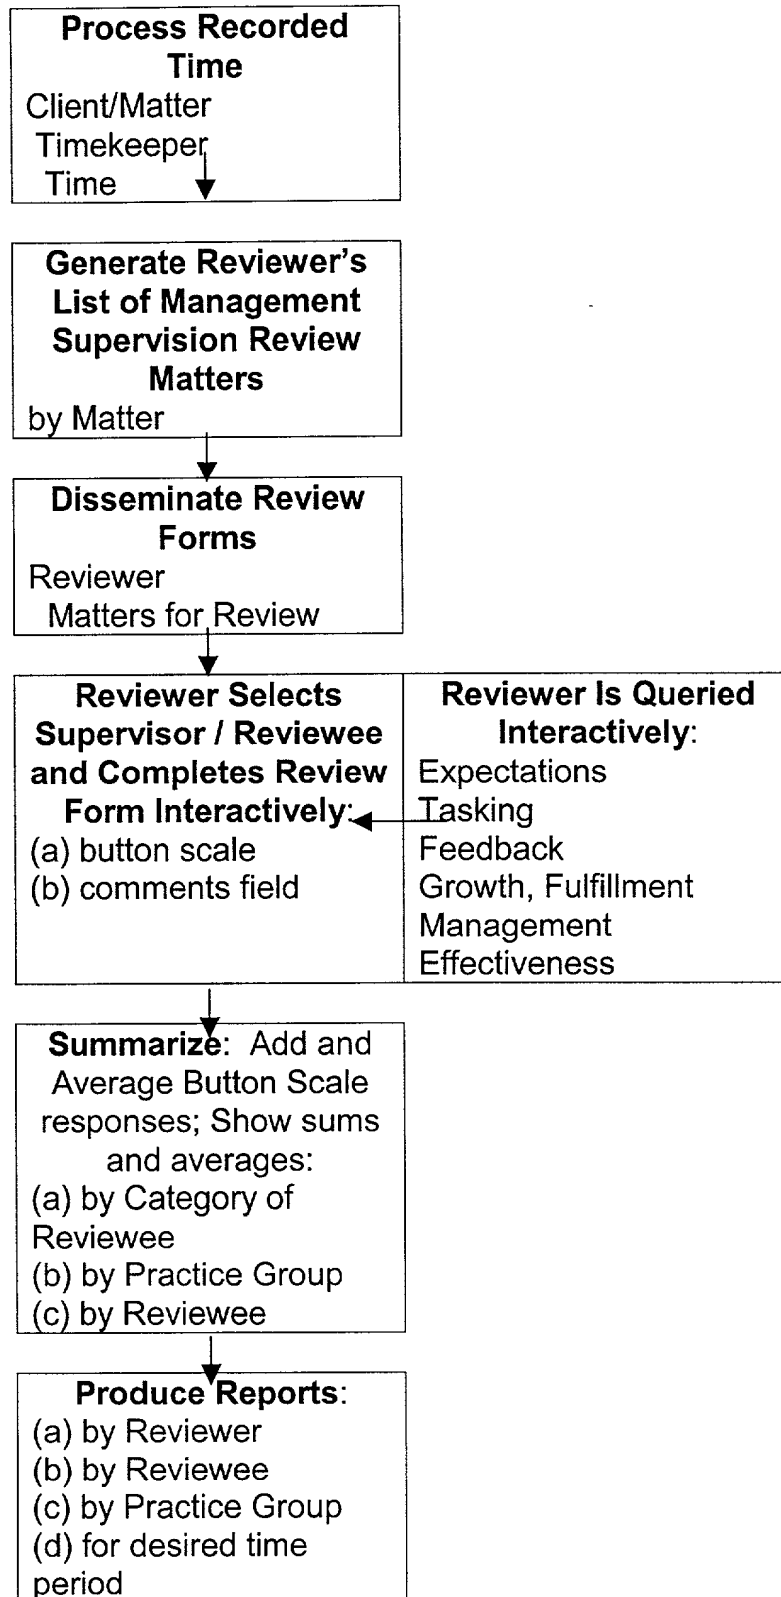 Process Recorded
Time
Client/Matter
Timekeeper
Time
Generate Reviewer's
List of Management
Supervision Review
Matters
by Matter
Disseminate Review
Forms
Reviewer
Matters for Review
Reviewer Selects
Supervisor / Reviewee
and Completes Review
Form Interactively:
(a) button scale
(b) comments field
Reviewer Is Queried
Interactively:
Expectations
Tasking
Feedback
Growth, Fulfillment
Management
Effectiveness
Summarize: Add and
Average Button Scale
responses; Show sums
and averages:
(a) by Category of
Reviewee
(b) by Practice Group
(c) by Reviewee
Produce Reports:
(a) by Reviewer
(b) by Reviewee
(c) by Practice Group
(d) for desired time
period